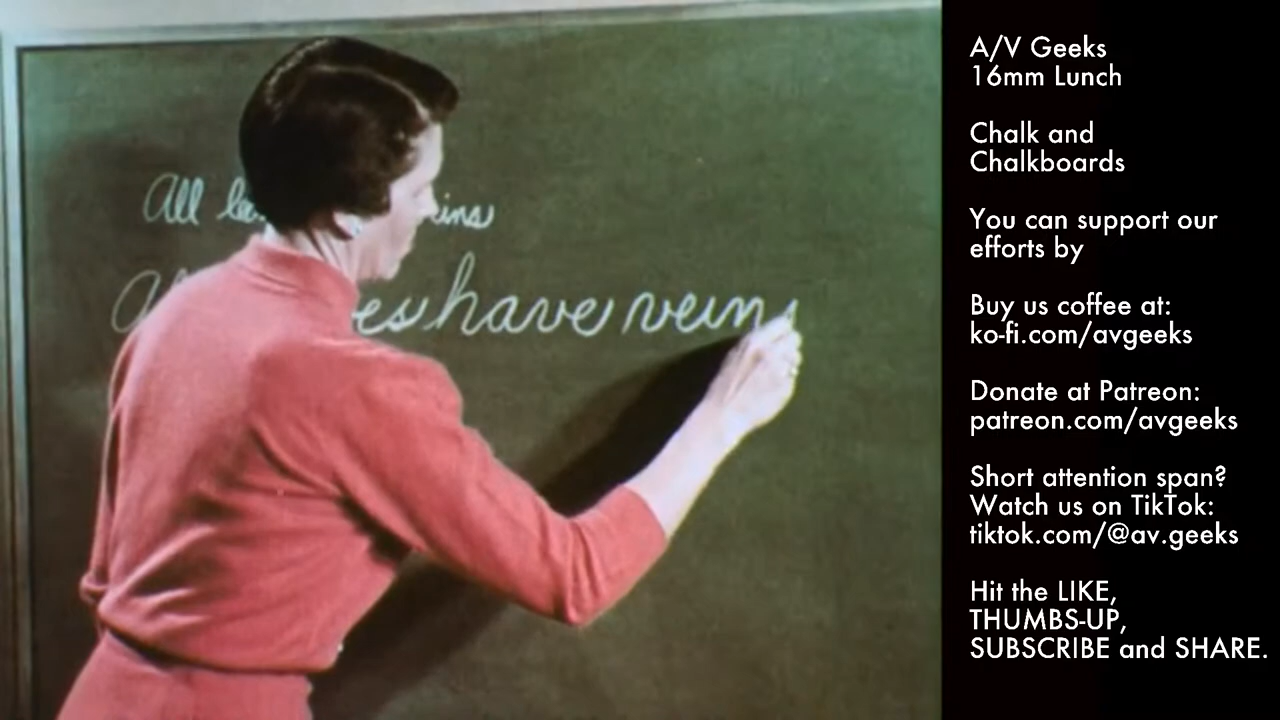 All
All have vein
A/V Geeks
16mm Lunch
Chalk and
Chalkboards
You can support our
efforts by
Buy us coffee at:
ko-fi.com/avgeeks
Donate at Patreon:
patreon.com/avgeeks
Short attention span?
Watch us on TikTok:
tiktok.com/@av.geeks
Hit the LIKE,
THUMBS-UP,
SUBSCRIBE and SHARE.